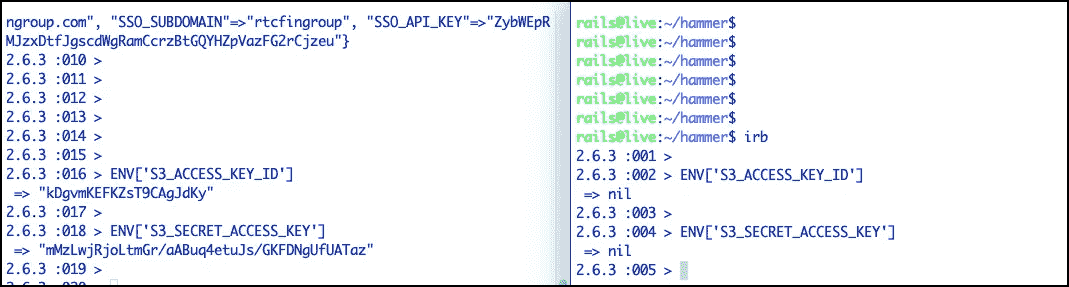 ngroup.com", "SSO_SUBDOMAIN"=>"rtcfingroup", "SSO_API_KEY"=>"ZybWEpR
MJzxDtfJgscdWgRamCcrzBtGQYHZpVazFG2rCjzeu"}
2.6.3 :010 >
2.6.3 :011 >
2.6.3 :012 >
2.6.3 :013 >
2.6.3 :014 >
2.6.3 :015 >
2.6.3 :016 > ENV['S3_ACCESS_KEY_ID']
=> "kDgvmKEFKZsT9CAgJdKy"
2.6.3 :017 >
2.6.3 :018 > ENV['S3_SECRET_ACCESS_KEY']
=> "mMzLwjRjoLtmGr/aABuq4etuJs/GKFDNgUfUATaz"
2.6.3 :019 >
rails@live:~/hammer$
rails@live:~/hammer$
rails@live:~/hammer$
rails@live:~/hammer$
rails@live:~/hammer$
rails@live:~/hammer$
rails@live:~/hammer$ irb
2.6.3 :001 >
2.6.3 :002 > ENV['S3_ACCESS_KEY_ID']
=> nil
2.6.3 :003 >
2.6.3 :004 > ENV['S3_SECRET_ACCESS_KEY']
=> nil
2.6.3 :005 >